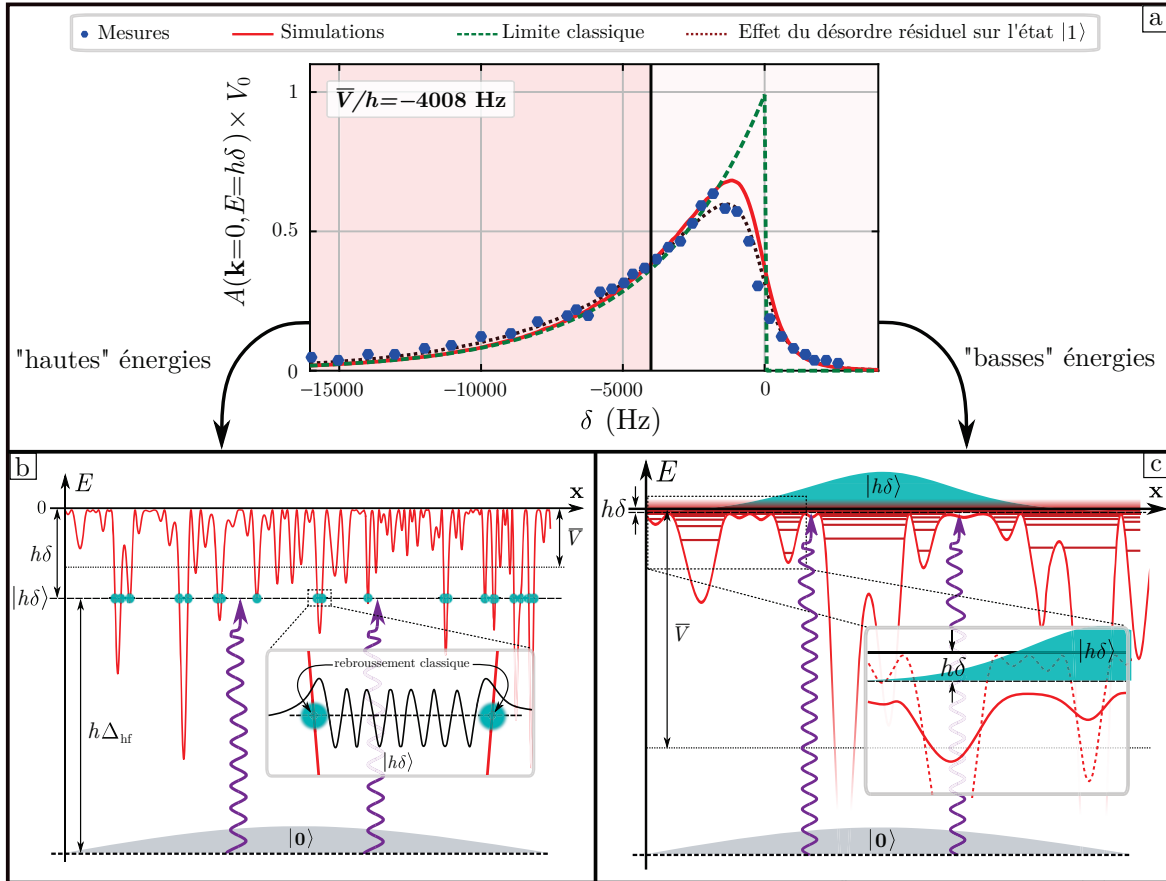 a
Mesures Simulations Limite classique Effet du désordre résiduel sur l'état |1⟩
V̅/h=−4008 Hz
A(k=0, E=hδ) × V₀
1
0.5
0
−15000 −10000 −5000 0
δ (Hz)
"hautes" énergies
"basses" énergies
b
E
x
0
hδ
V̅
|hδ⟩
rebroussement classique
|hδ⟩
hΔhf
|0⟩
c
E
x
|hδ⟩
hδ
V̅
|hδ⟩
hδ
|0⟩